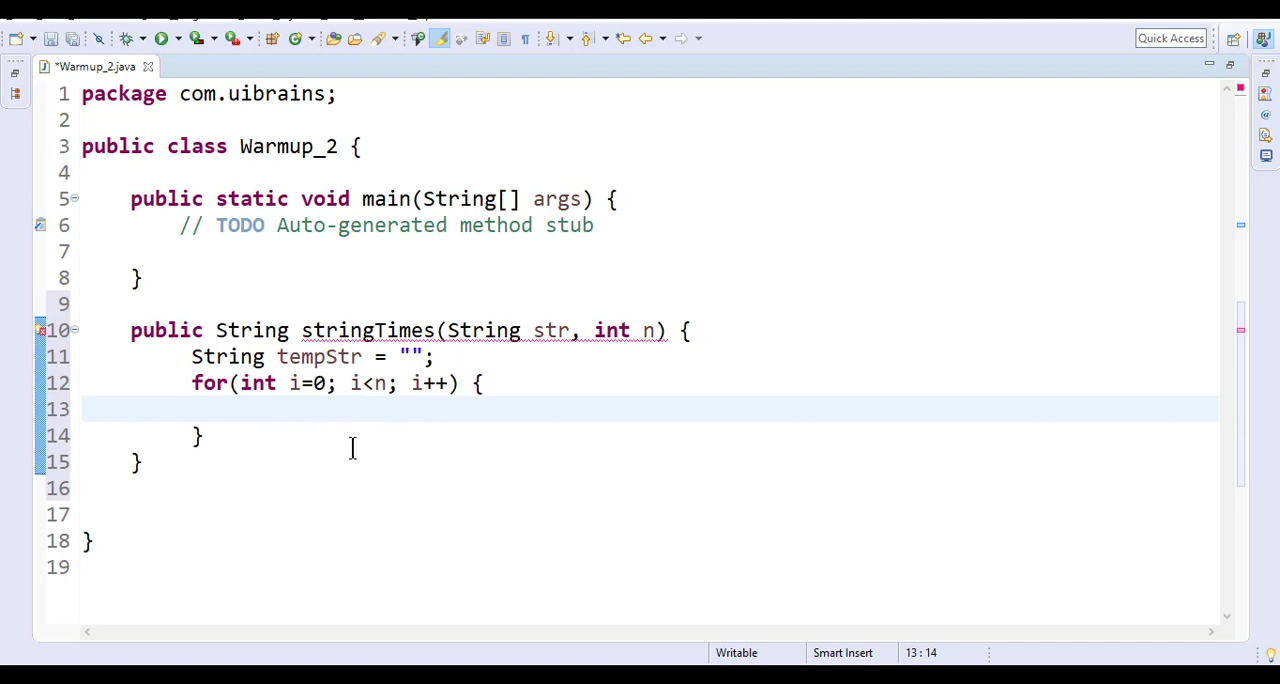 Quick Access
*Warmup_2.java
1 package com.uibrains;
2
3 public class Warmup_2 {
4
5 public static void main(String[] args) {
6 // TODO Auto-generated method stub
7
8 }
9
10 public String stringTimes(String str, int n) {
11 String tempStr = "";
12 for(int i=0; i<n; i++) {
13
14 }
15 }
16
17
18 }
19
Writable Smart Insert 13 : 14